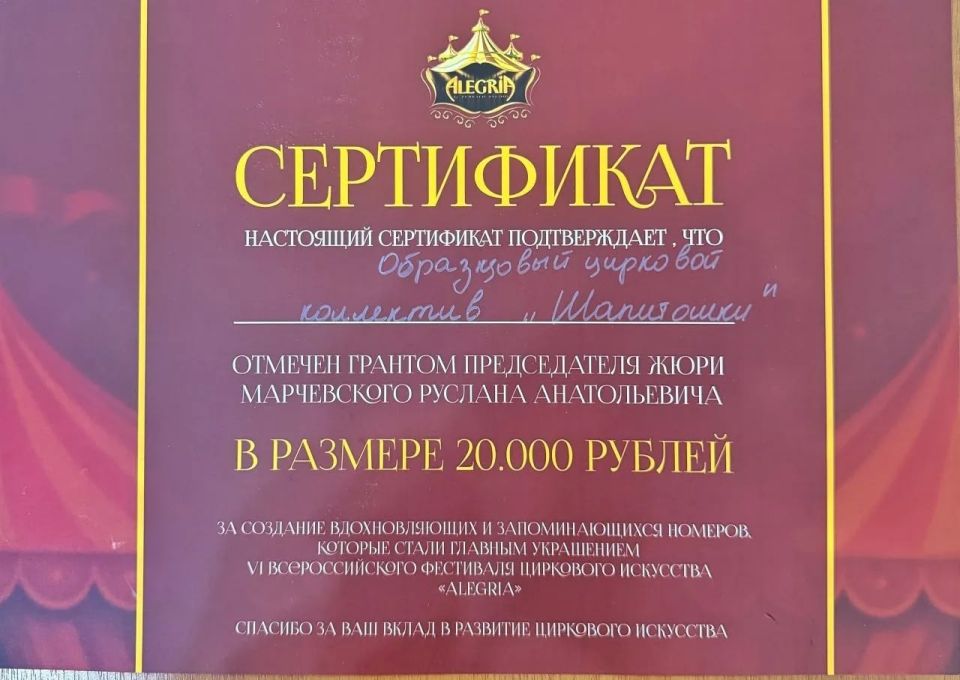 ALEGRIA
СЕРТИФИКАТ
НАСТОЯЩИЙ СЕРТИФИКАТ ПОДТВЕРЖДАЕТ , ЧТО
Образцовый цирковой
коллектив „Шапитошки"
ОТМЕЧЕН ГРАНТОМ ПРЕДСЕДАТЕЛЯ ЖЮРИ
МАРЧЕВСКОГО РУСЛАНА АНАТОЛЬЕВИЧА
В РАЗМЕРЕ 20.000 РУБЛЕЙ
ЗА СОЗДАНИЕ ВДОХНОВЛЯЮЩИХ И ЗАПОМИНАЮЩИХСЯ НОМЕРОВ,
КОТОРЫЕ СТАЛИ ГЛАВНЫМ УКРАШЕНИЕМ
VI ВСЕРОССИЙСКОГО ФЕСТИВАЛЯ ЦИРКОВОГО ИСКУССТВА
«ALEGRIA»
СПАСИБО ЗА ВАШ ВКЛАД В РАЗВИТИЕ ЦИРКОВОГО ИСКУССТВА